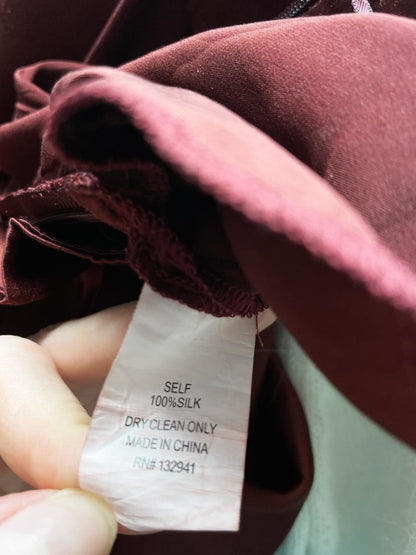 SELF
100%SILK
DRY CLEAN ONLY
MADE IN CHINA
RN# 132941